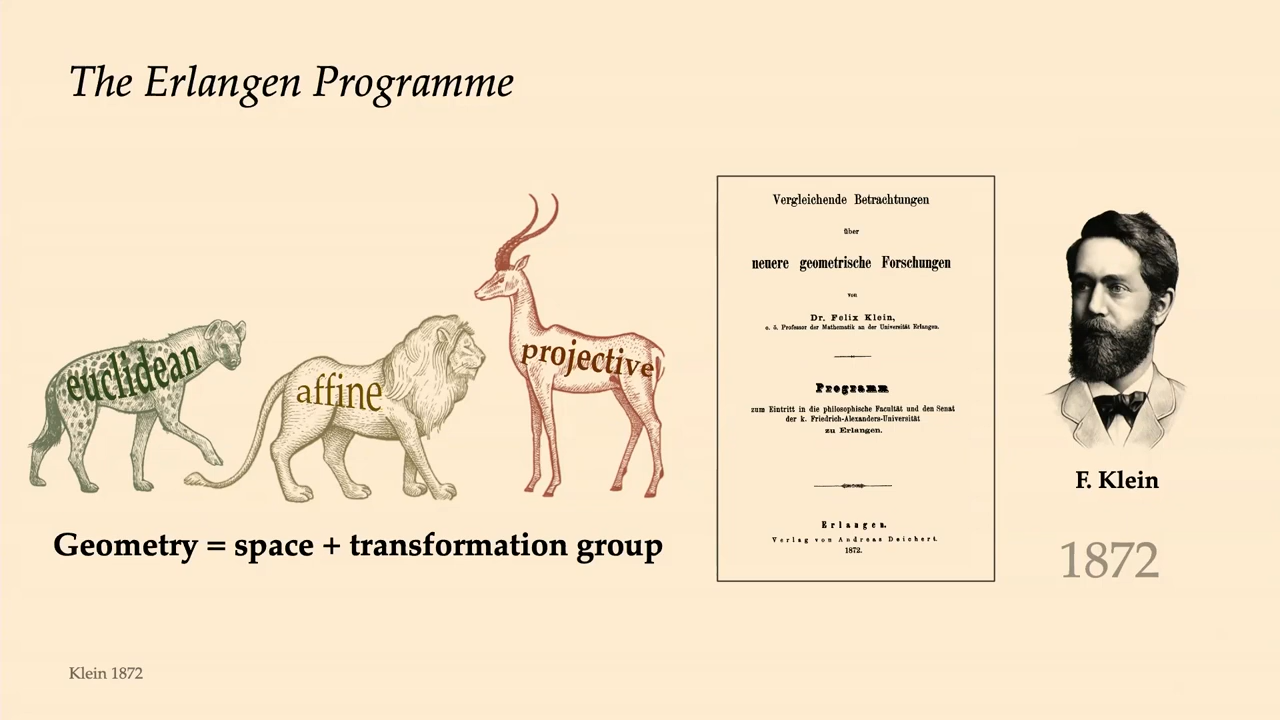 The Erlangen Programme
euclidean
affine
projective
Geometry = space + transformation group
Vergleichende Betrachtungen
über
neuere geometrische Forschungen
von
Dr. Felix Klein,
o. ö. Professor der Mathematik an der Universität Erlangen.
Programm
zum Eintritt in die philosophische Facultät und den Senat
der k. Friedrich-Alexanders-Universität
zu Erlangen.
Erlangen.
Verlag von Andreas Deichert.
1872.
F. Klein
1872
Klein 1872